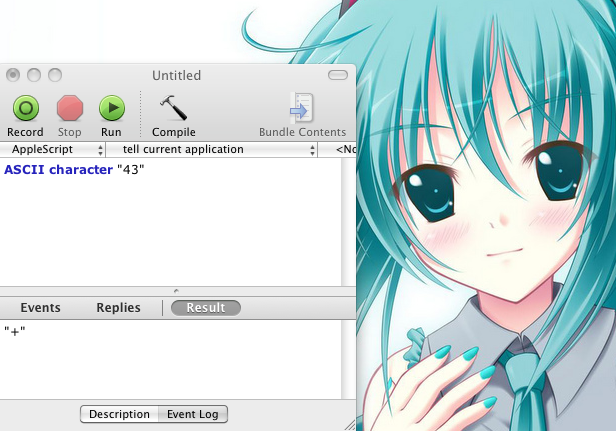 Untitled
Record Stop Run Compile Bundle Contents
AppleScript tell current application <No
ASCII character "43"
Events Replies Result
"+"
Description Event Log